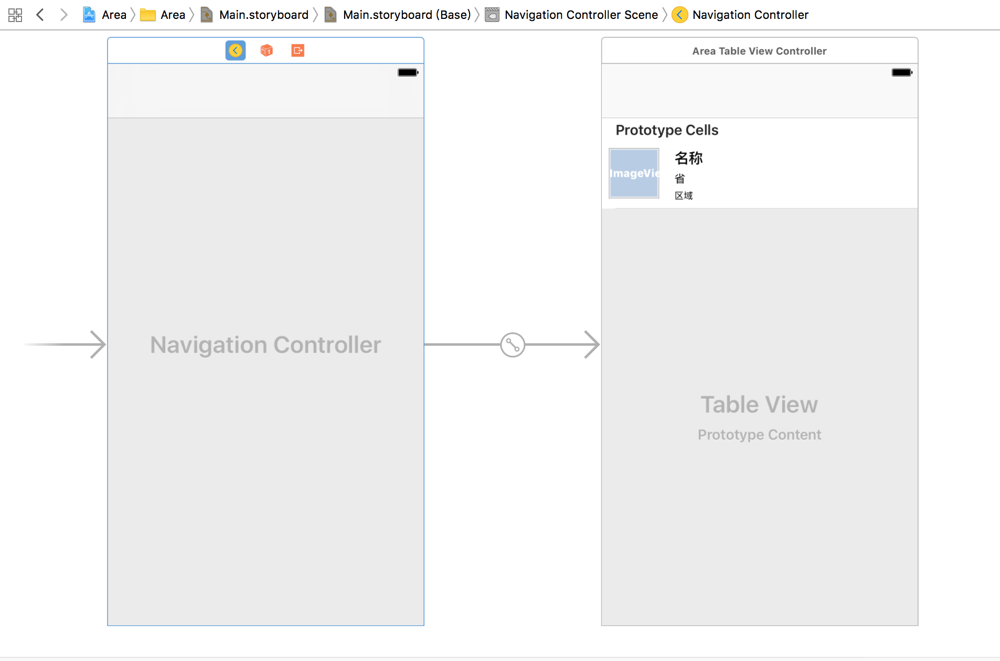 Area Area Main.storyboard Main.storyboard (Base) Navigation Controller Scene Navigation Controller
Navigation Controller
Area Table View Controller
Prototype Cells
ImageVie
名称
省
区域
Table View
Prototype Content